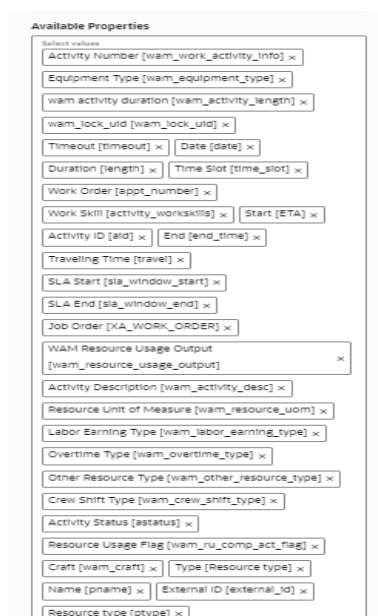 Available Properties
Select values
Activity Number [wam_work_activity_info] ×
Equipment Type [wam_equipment_type] ×
wam activity duration [wam_activity_length] ×
wam_lock_uid [wam_lock_uid] ×
Timeout [timeout] × Date [date] ×
Duration [length] × Time Slot [time_slot] ×
Work Order [appt_number] ×
Work Skill [activity_workskills] × Start [ETA] ×
Activity ID [aid] × End [end_time] ×
Traveling Time [travel] ×
SLA Start [sla_window_start] ×
SLA End [sla_window_end] ×
Job Order [XA_WORK_ORDER] ×
WAM Resource Usage Output
[wam_resource_usage_output] ×
Activity Description [wam_activity_desc] ×
Resource Unit of Measure [wam_resource_uom] ×
Labor Earning Type [wam_labor_earning_type] ×
Overtime Type [wam_overtime_type] ×
Other Resource Type [wam_other_resource_type] ×
Crew Shift Type [wam_crew_shift_type] ×
Activity Status [astatus] ×
Resource Usage Flag [wam_ru_comp_act_flag] ×
Craft [wam_craft] × Type [Resource type] ×
Name [pname] × External ID [external_id] ×
Resource type [ptype] ×